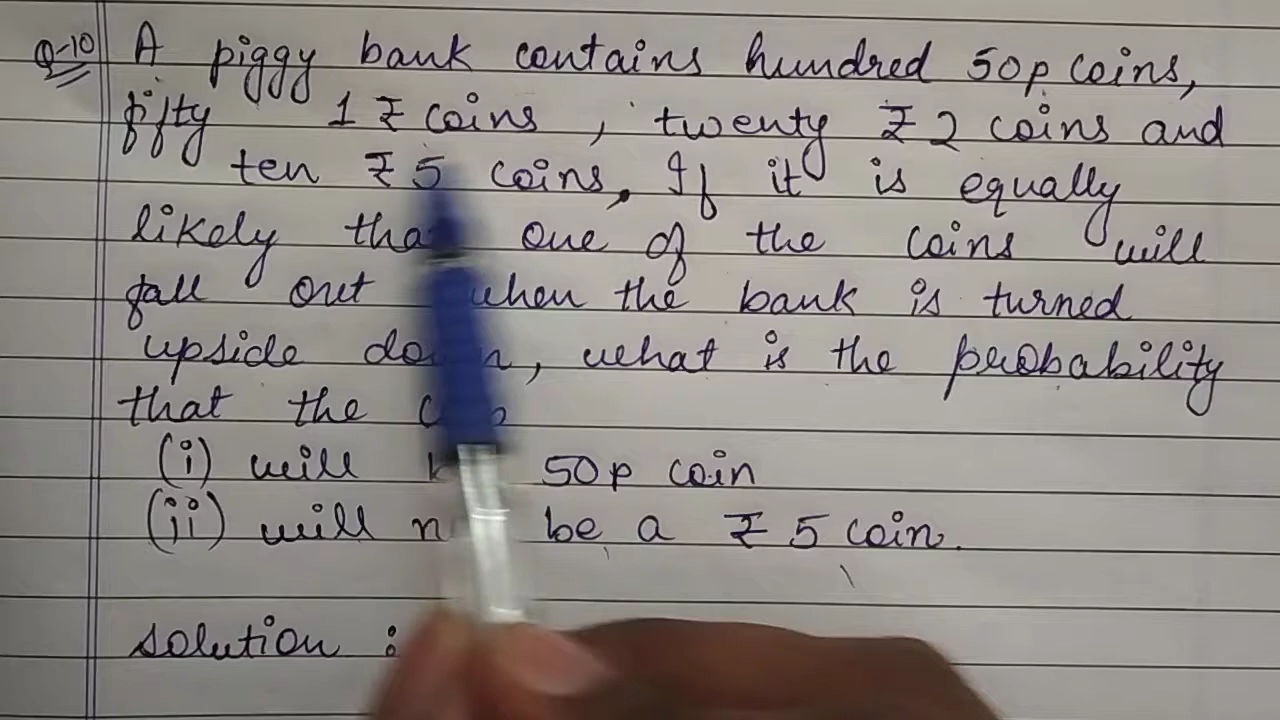 Q-10 A piggy bank contains hundred 50p coins,
fifty 1 ₹ coins, twenty ₹ 2 coins and
ten ₹ 5 coins. If it is equally
likely that one of the coins will
fall out when the bank is turned
upside down, what is the probability
that the
(i) will 50p coin
(ii) will be a ₹ 5 coin.
solution :